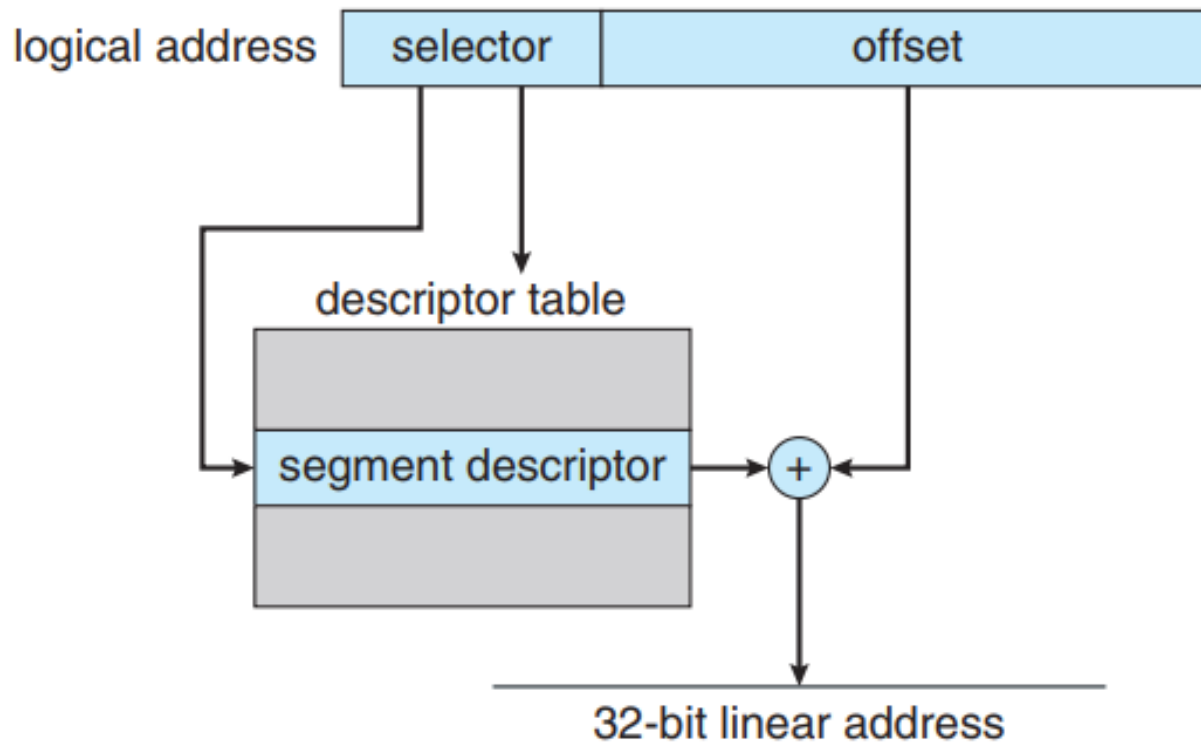 logical address selector offset
descriptor table
segment descriptor +
32-bit linear address